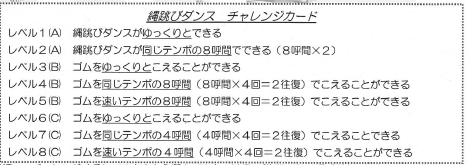 縄跳びダンス チャレンジカード
レベル1(A) 縄跳びダンスがゆっくりとできる
レベル2(A) 縄跳びダンスが同じテンポの8呼間でできる(8呼間×2)
レベル3(B) ゴムをゆっくりとこえることができる
レベル4(B) ゴムを同じテンポの8呼間(8呼間×4回=2往復)でこえることができる
レベル5(B) ゴムを速いテンポの8呼間(8呼間×4回=2往復)でこえることができる
レベル6(C) ゴムをゆっくりとこえることができる
レベル7(C) ゴムを同じテンポの4呼間(4呼間×4回=2往復)でこえるとできる
レベル8(C) ゴムを速いテンポの4呼間(4呼間×4回=2往復)でこえることができる